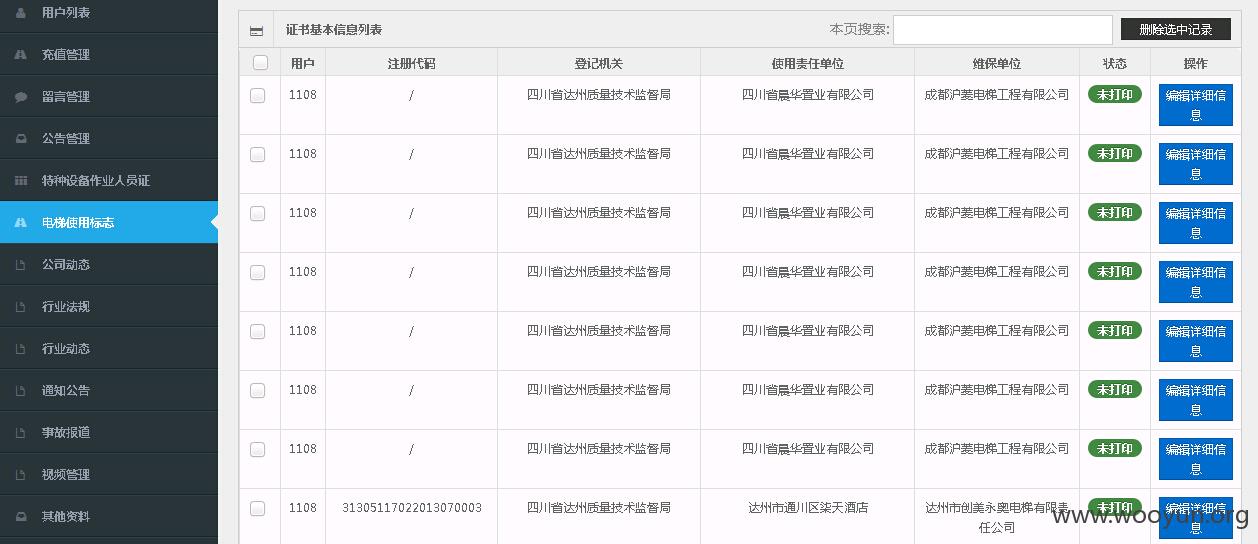 用户列表
充值管理
留言管理
公告管理
特种设备作业人员证
电梯使用标志
公司动态
行业法规
行业动态
通知公告
事故报道
视频管理
其他资料
证书基本信息列表 本页搜索: 删除选中记录
用户 注册代码 登记机关 使用责任单位 维保单位 状态 操作
1108 / 四川省达州质量技术监督局 四川省晨华置业有限公司 成都沪菱电梯工程有限公司 未打印 编辑详细信
息
1108 / 四川省达州质量技术监督局 四川省晨华置业有限公司 成都沪菱电梯工程有限公司 未打印 编辑详细信
息
1108 / 四川省达州质量技术监督局 四川省晨华置业有限公司 成都沪菱电梯工程有限公司 未打印 编辑详细信
息
1108 / 四川省达州质量技术监督局 四川省晨华置业有限公司 成都沪菱电梯工程有限公司 未打印 编辑详细信
息
1108 / 四川省达州质量技术监督局 四川省晨华置业有限公司 成都沪菱电梯工程有限公司 未打印 编辑详细信
息
1108 / 四川省达州质量技术监督局 四川省晨华置业有限公司 成都沪菱电梯工程有限公司 未打印 编辑详细信
息
1108 / 四川省达州质量技术监督局 四川省晨华置业有限公司 成都沪菱电梯工程有限公司 未打印 编辑详细信
息
1108 31305117022013070003 四川省达州质量技术监督局 达州市通川区柒天酒店 达州市创美永奥电梯有限责 未打印 编辑详细信
任公司 息
www.wooyun.org